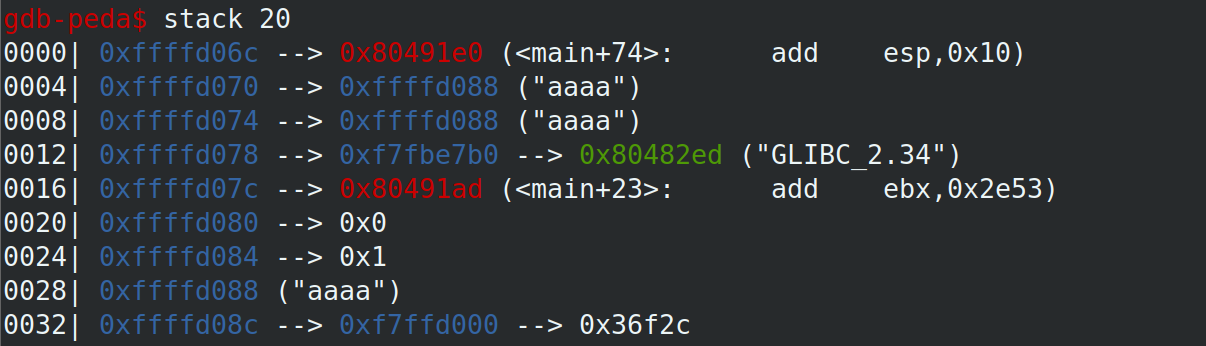 gdb-peda$ stack 20
0000| 0xffffd06c --> 0x80491e0 (<main+74>:      add    esp,0x10)
0004| 0xffffd070 --> 0xffffd088 ("aaaa")
0008| 0xffffd074 --> 0xffffd088 ("aaaa")
0012| 0xffffd078 --> 0xf7fbe7b0 --> 0x80482ed ("GLIBC_2.34")
0016| 0xffffd07c --> 0x80491ad (<main+23>:      add    ebx,0x2e53)
0020| 0xffffd080 --> 0x0
0024| 0xffffd084 --> 0x1
0028| 0xffffd088 ("aaaa")
0032| 0xffffd08c --> 0xf7ffd000 --> 0x36f2c